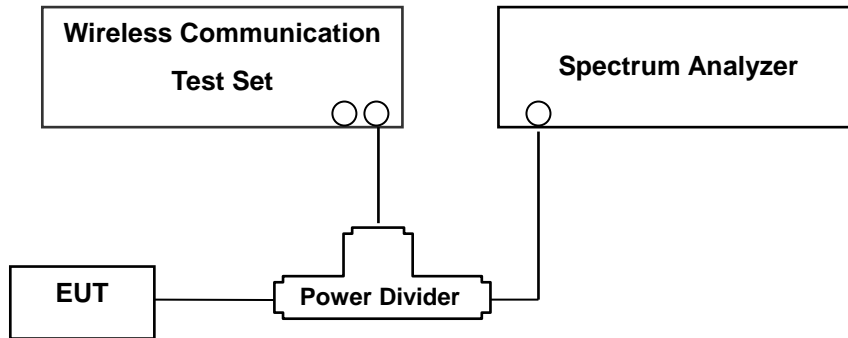 Wireless Communication
Test Set
Spectrum Analyzer
EUT
Power Divider